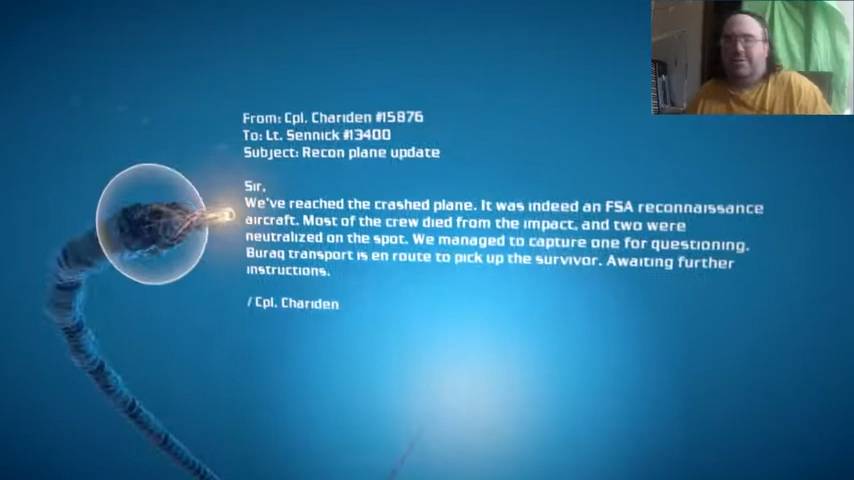 From: Cpl. Chariden #15876
To: Lt. Sennick #13400
Subject: Recon plane update
Sir,
We've reached the crashed plane. It was indeed an FSA reconnaissance
aircraft. Most of the crew died from the impact, and two were
neutralized on the spot. We managed to capture one for questioning.
Buraq transport is en route to pick up the survivor. Awaiting further
instructions.
/Cpl. Chariden